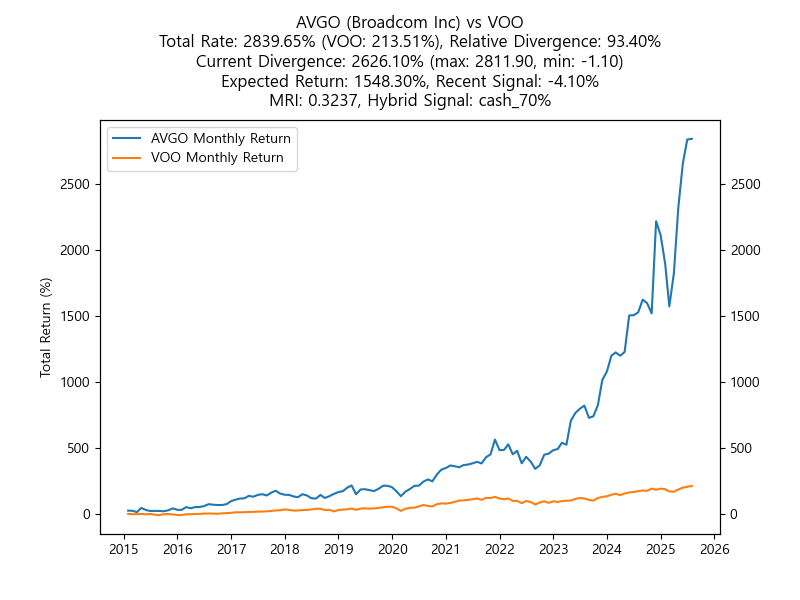 AVGO (Broadcom Inc) vs VOO
Total Rate: 2839.65% (VOO: 213.51%), Relative Divergence: 93.40%
Current Divergence: 2626.10% (max: 2811.90, min: -1.10)
Expected Return: 1548.30%, Recent Signal: -4.10%
MRI: 0.3237, Hybrid Signal: cash_70%
AVGO Monthly Return
VOO Monthly Return
Total Return (%)
2500 2500
2000 2000
1500 1500
1000 1000
500 500
0 0
2015 2016 2017 2018 2019 2020 2021 2022 2023 2024 2025 2026